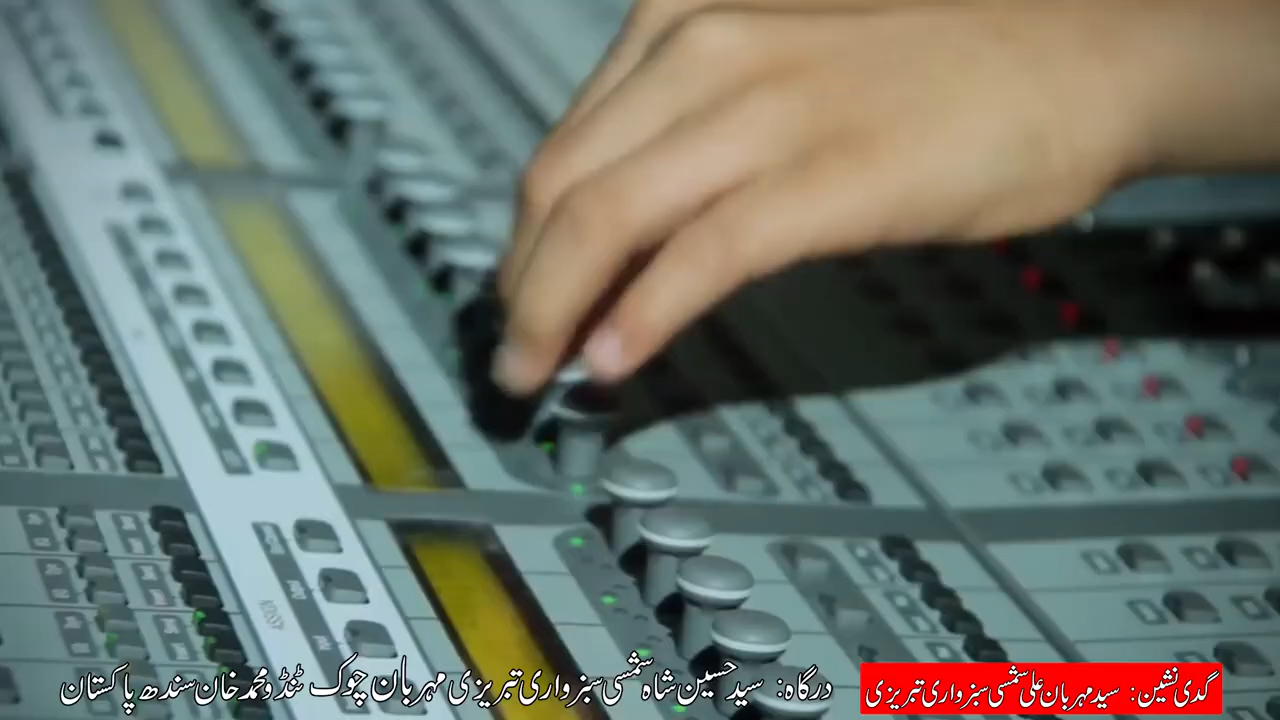 گدی نشین: سید مہربان علی شمسی سبزواری تبریزی
درگاہ: سید حسین شاہ شمسی سبزواری تبریزی مہربان چوک ٹنڈو محمد خان سندھ پاکستان